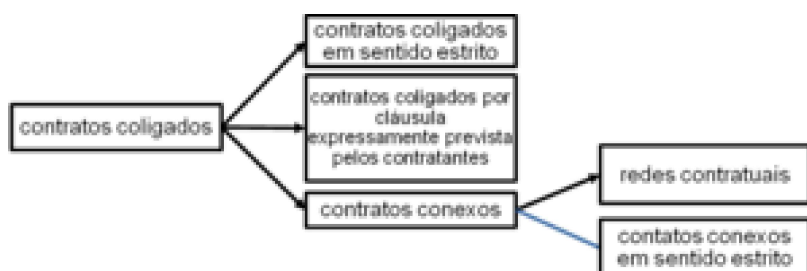 contratos coligados
contratos coligados
em sentido estrito
contratos coligados por
cláusula
expressamente prevista
pelos contratantes
contratos conexos
redes contratuais
contatos conexos
em sentido estrito